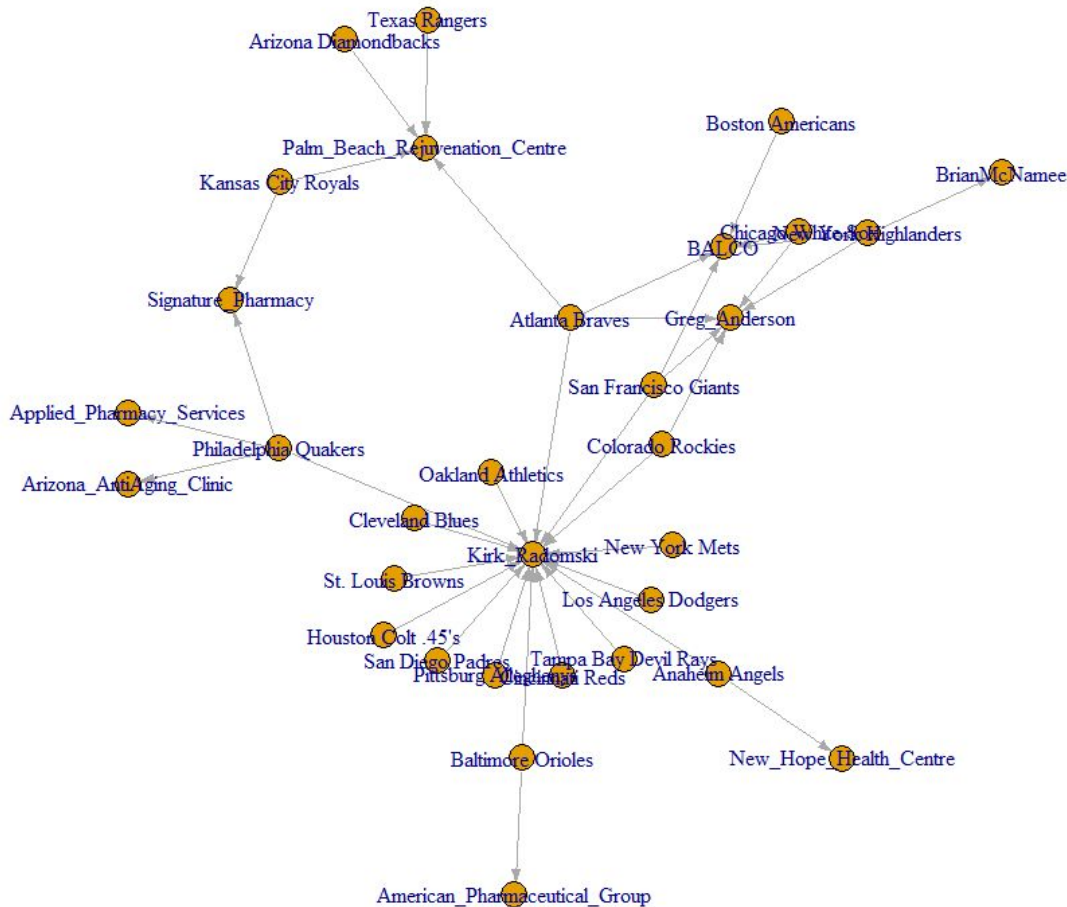 Texas Rangers
Arizona Diamondbacks
Boston Americans
Palm_Beach_Rejuvenation_Centre
BrianMcNamee
Kansas City Royals
Chicago White Sox
New York Highlanders
BALCO
Signature_Pharmacy
Atlanta Braves
Greg_Anderson
San Francisco Giants
Applied_Pharmacy_Services
Philadelphia Quakers
Colorado Rockies
Oakland Athletics
Arizona_AntiAging_Clinic
Cleveland Blues
New York Mets
Kirk_Radomski
St. Louis Browns
Los Angeles Dodgers
Houston Colt .45's
San Diego Padres
Tampa Bay Devil Rays
Pittsburg Alleghenys
Cincinnati Reds
Anaheim Angels
Baltimore Orioles
New_Hope_Health_Centre
American_Pharmaceutical_Group